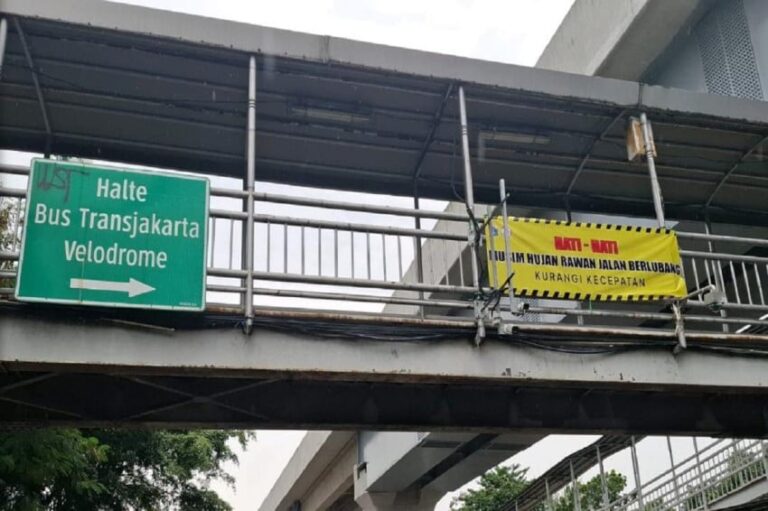 Halte
Bus Transjakarta
Velodrome
HATI - HATI
MUSIM HUJAN RAWAN JALAN BERLUBANG
KURANGI KECEPATAN